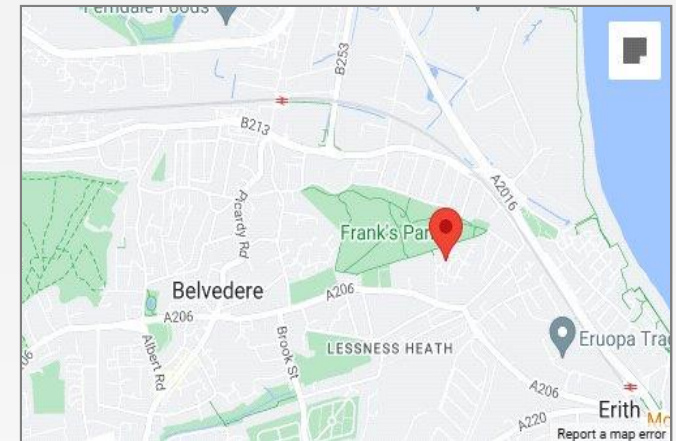 Ferndale Foods
B253
B213
A2016
Picardy Rd
Frank's Par
Belvedere
A206
A206
Albert Rd
Brook St
LESSNESS HEATH
Eruopa Tra
A206
Erith
A220
Report a map error